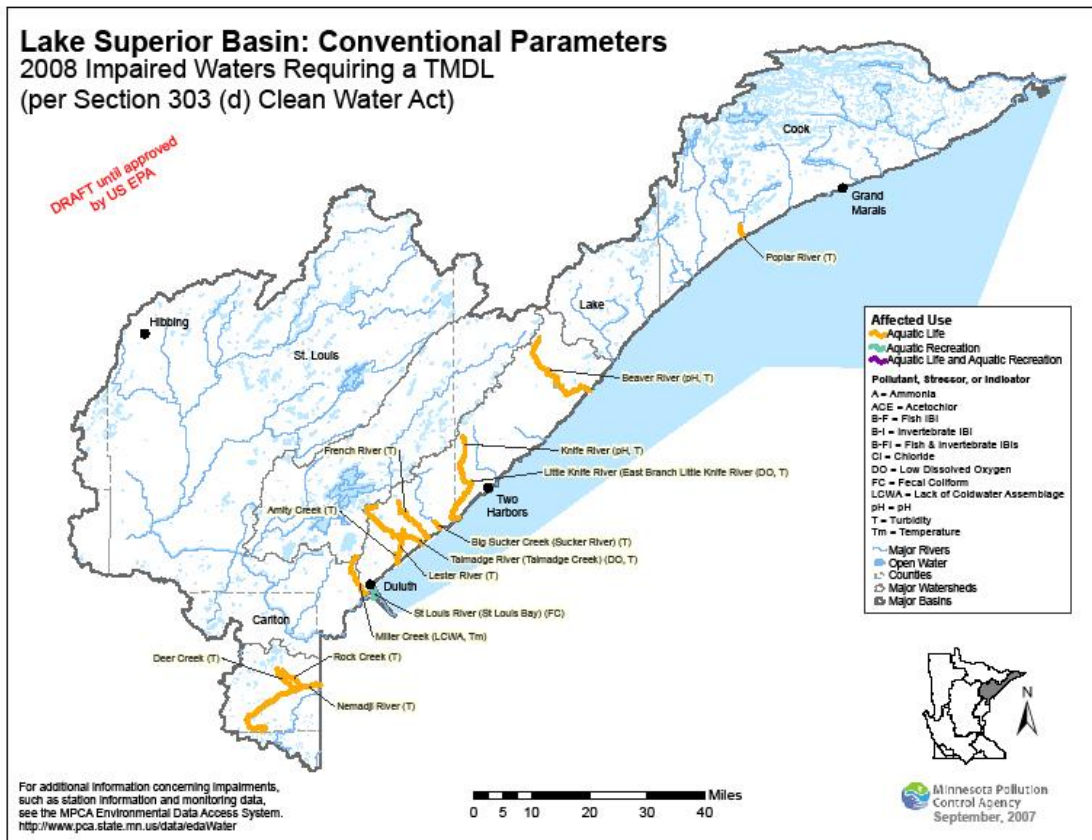 Lake Superior Basin: Conventional Parameters
2008 Impaired Waters Requiring a TMDL
(per Section 303 (d) Clean Water Act)
DRAFT until approved
by US EPA
Cook
Grand
Marais
Poplar River (T)
Lake
Hibbing
St. Louis
Beaver River (pH, T)
French River (T)
Knife River (pH, T)
Little Knife River (East Branch Little Knife River (DO, T)
Two
Harbors
Amity Creek (T)
Big Sucker Creek (Sucker River) (T)
Talmadge River (Talmadge Creek) (DO, T)
Lester River (T)
Duluth
St Louis River (St Louis Bay) (FC)
Carlton
Miller Creek (LCWA, Tm)
Deer Creek (T)
Rock Creek (T)
Nemadji River (T)
Affected Use
Aquatic Life
Aquatic Recreation
Aquatic Life and Aquatic Recreation
Pollutant, Stressor, or Indicator
A = Ammonia
ACE = Acetochlor
B-F = Fish IBI
B-I = Invertebrate IBI
B-FI = Fish & Invertebrate IBIs
Cl = Chloride
DO = Low Dissolved Oxygen
FC = Fecal Coliform
LCWA = Lack of Coldwater Assemblage
pH = pH
T = Turbidity
Tm = Temperature
Major Rivers
Open Water
Counties
Major Watersheds
Major Basins
N
For additional information concerning impairments,
such as station information and monitoring data,
see the MPCA Environmental Data Access System.
http://www.pca.state.mn.us/data/edaWater
Miles
0 5 10 20 30 40
Minnesota Pollution
Control Agency
September, 2007